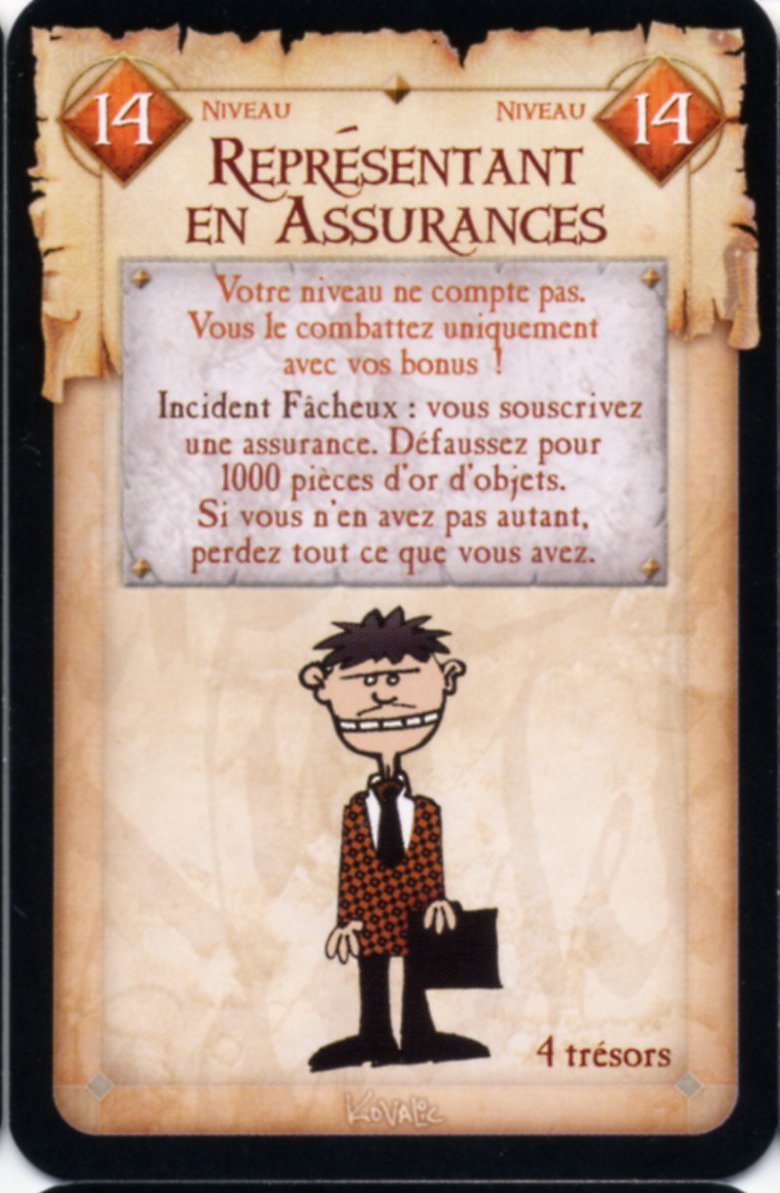 14 Niveau Niveau 14
Représentant
en Assurances
Votre niveau ne compte pas.
Vous le combattez uniquement
avec vos bonus !
Incident Fâcheux : vous souscrivez
une assurance. Défaussez pour
1000 pièces d'or d'objets.
Si vous n'en avez pas autant,
perdez tout ce que vous avez.
4 trésors
Kovalic